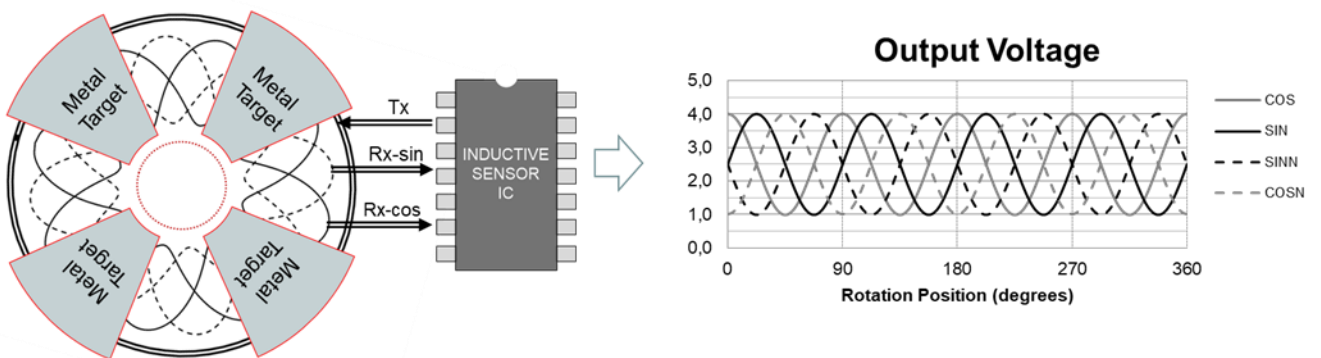 Metal
Target
Metal
Target
Metal
Target
Metal
Target
Tx
Rx-sin
Rx-cos
INDUCTIVE
SENSOR
IC
Output Voltage
5,0
4,0
3,0
2,0
1,0
0,0
0
90
180
270
360
Rotation Position (degrees)
COS
SIN
SINN
COSN